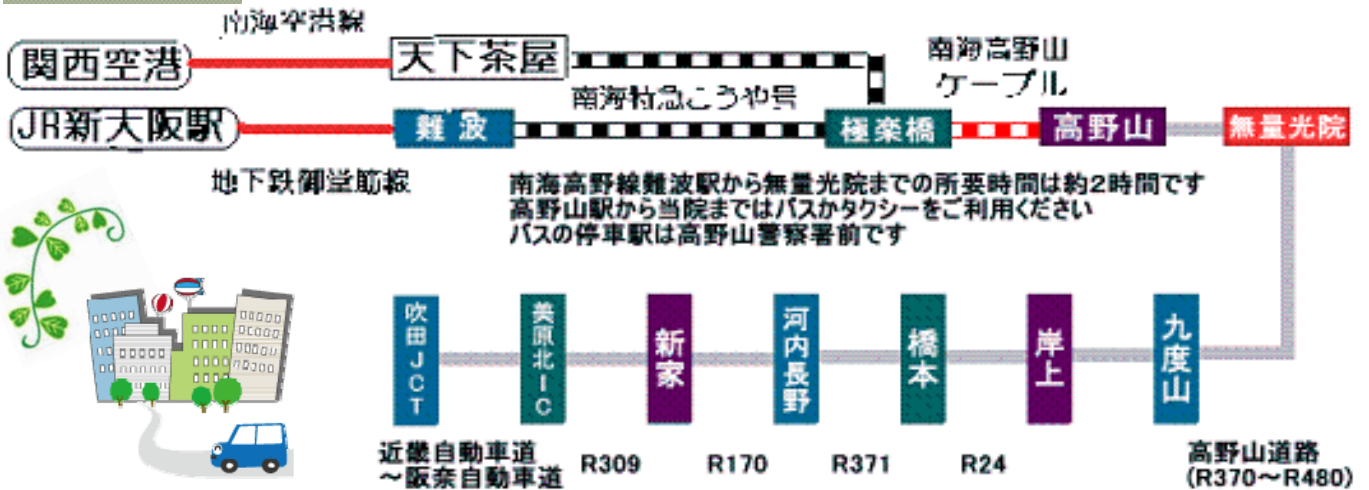 南海空港線
関西空港
天下茶屋
南海高野山
ケーブル
南海特急こうや号
JR新大阪駅
難波
極楽橋
高野山
無量光院
地下鉄御堂筋線
南海高野線難波駅から無量光院までの所要時間は約2時間です
高野山駅から当院まではバスかタクシーをご利用ください
バスの停車駅は高野山警察署前です
吹田JCT
美原北IC
新家
河内長野
橋本
岸上
九度山
近畿自動車道
～阪奈自動車道
R309
R170
R371
R24
高野山道路
(R370～R480)